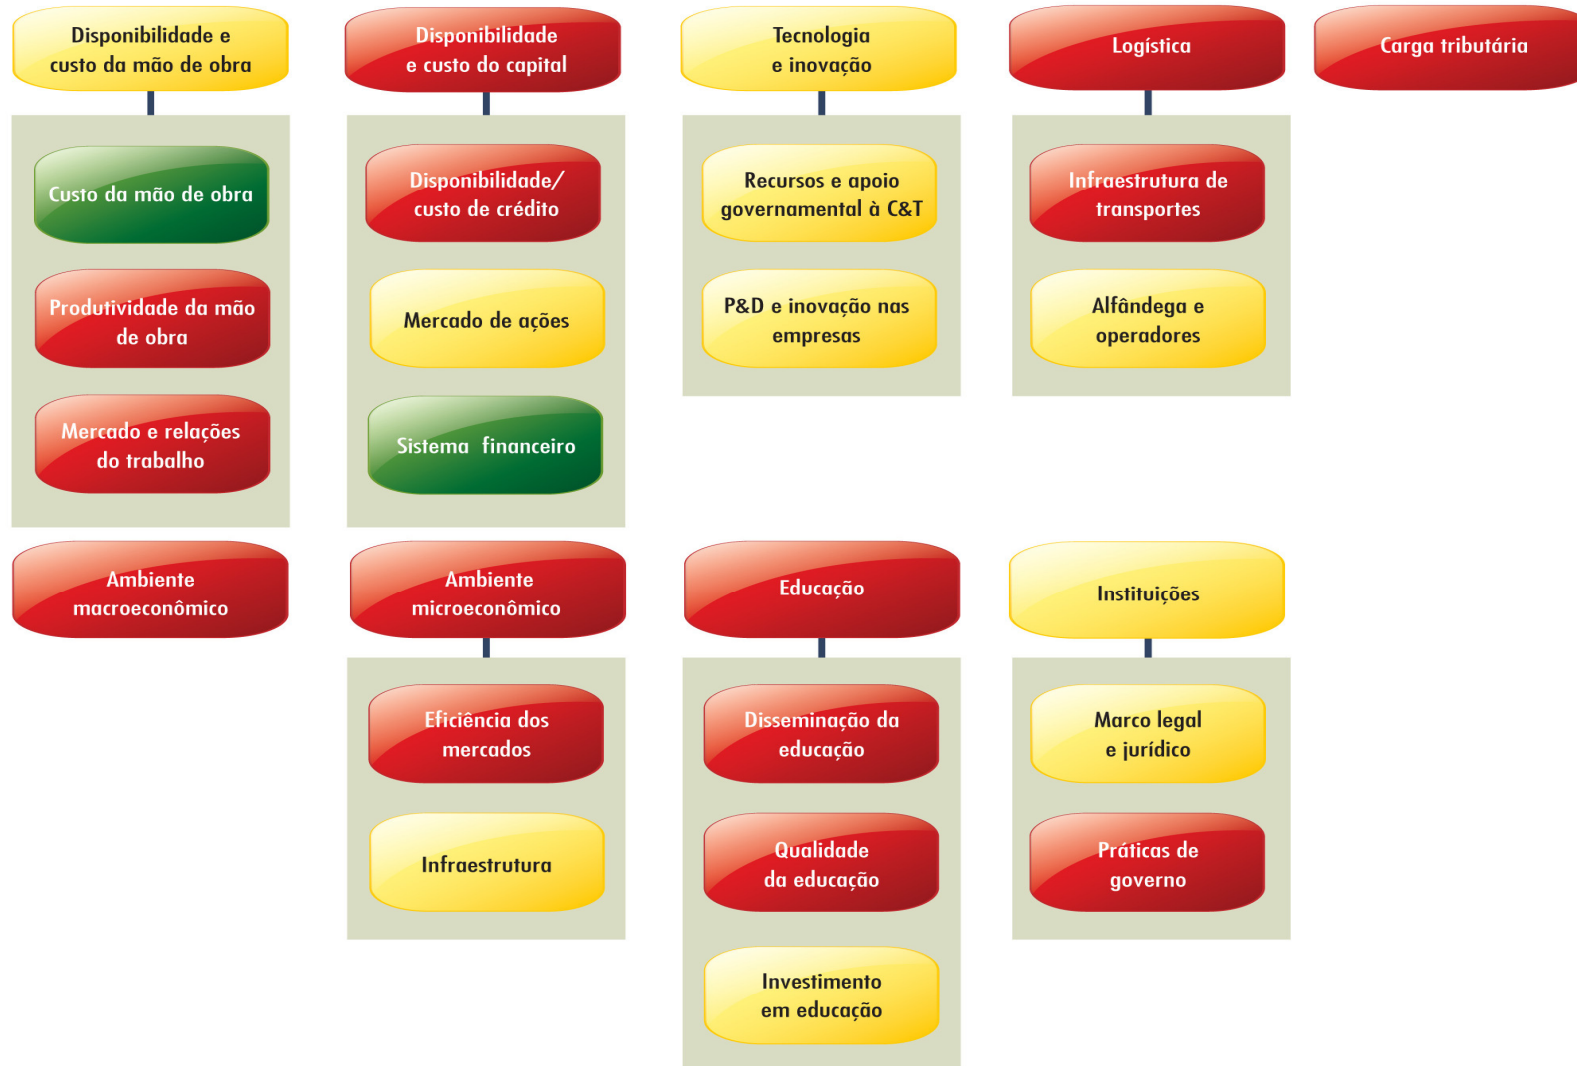 Disponibilidade e
custo da mão de obra
Custo da mão de obra
Produtividade da mão
de obra
Mercado e relações
do trabalho
Disponibilidade
e custo do capital
Disponibilidade/
custo de crédito
Mercado de ações
Sistema financeiro
Tecnologia
e inovação
Recursos e apoio
governamental à C&T
P&D e inovação nas
empresas
Logística
Infraestrutura de
transportes
Alfândega e
operadores
Carga tributária
Ambiente
macroeconômico
Ambiente
microeconômico
Eficiência dos
mercados
Infraestrutura
Educação
Disseminação da
educação
Qualidade
da educação
Investimento
em educação
Instituições
Marco legal
e jurídico
Práticas de
governo